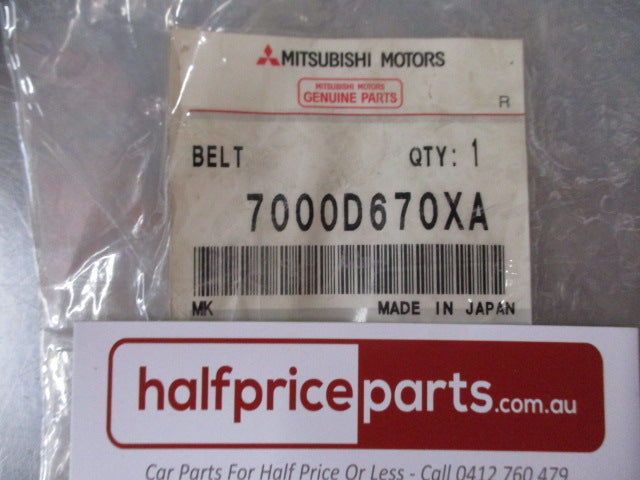 MITSUBISHI MOTORS
MITSUBISHI MOTORS
GENUINE PARTS
R
BELT QTY: 1
7000D670XA
MK MADE IN JAPAN
halfpriceparts.com.au
Car Parts For Half Price Or Less - Call 0412 760 479